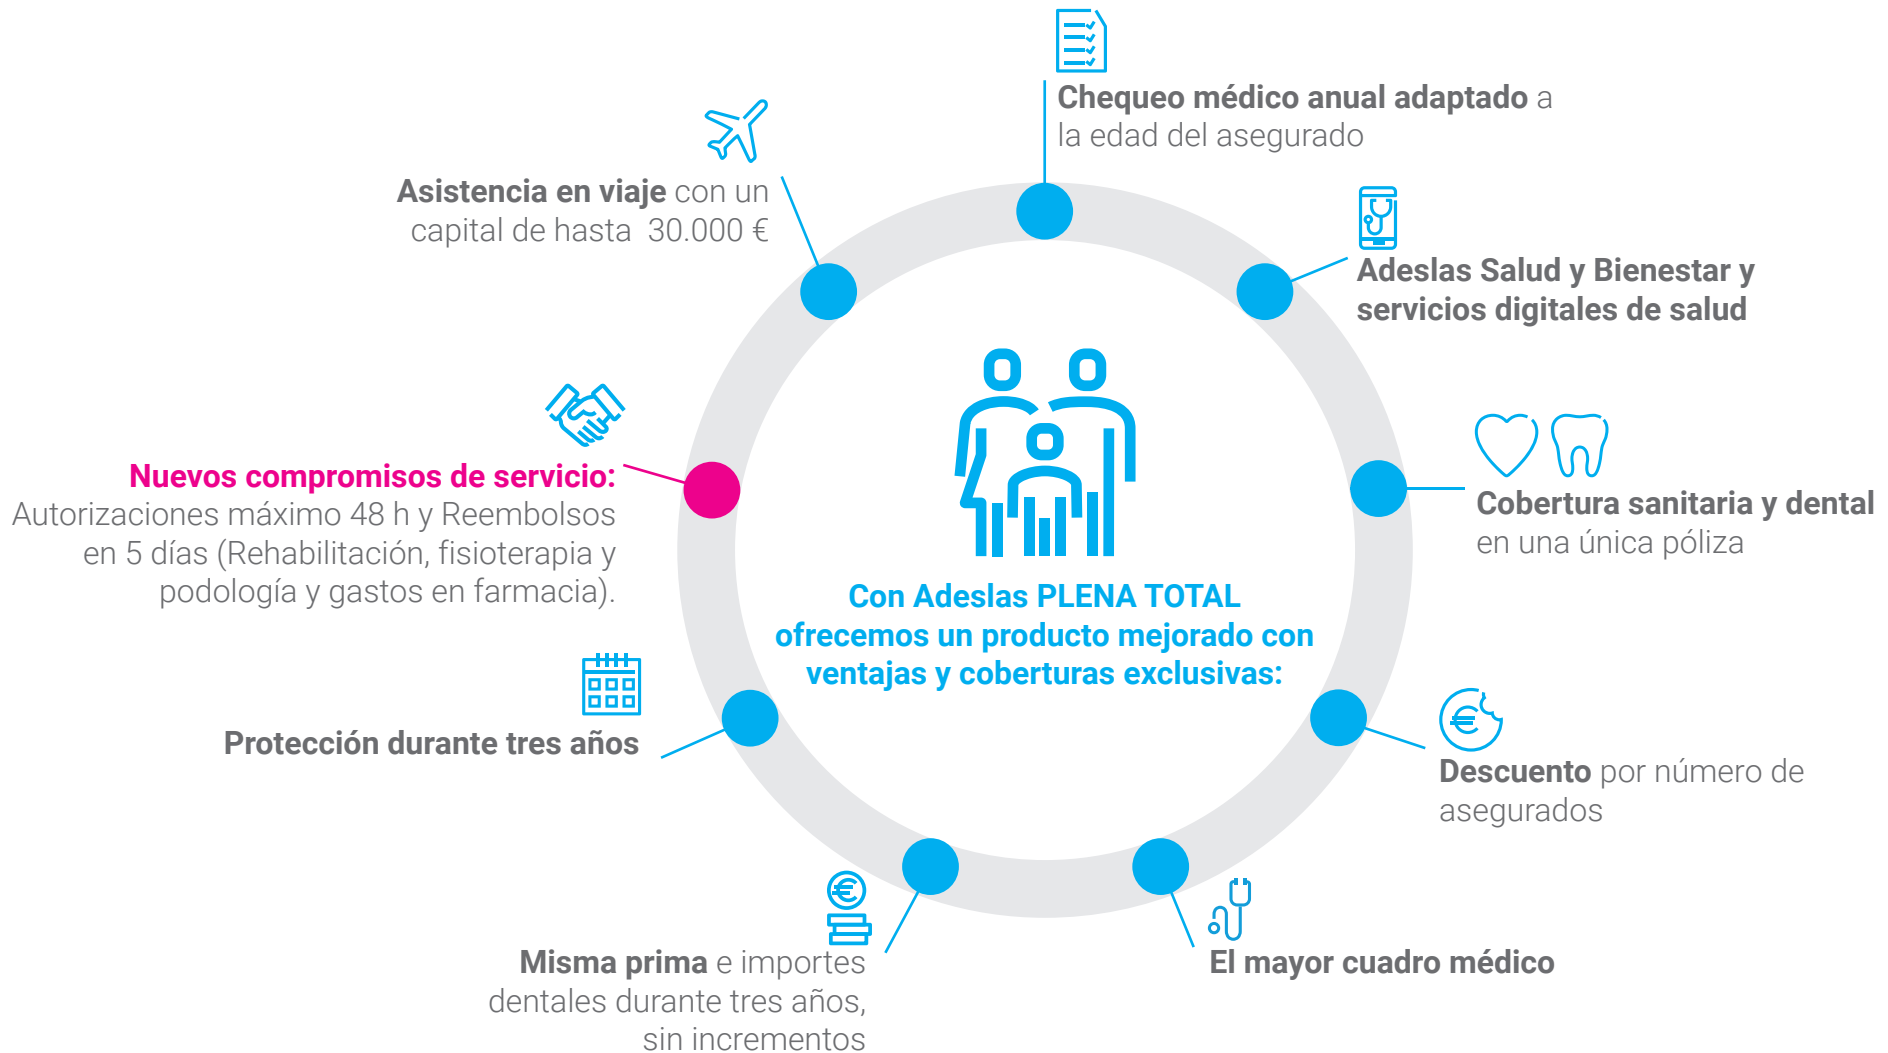 Chequeo médico anual adaptado a
la edad del asegurado
Asistencia en viaje con un
capital de hasta 30.000 €
Adeslas Salud y Bienestar y
servicios digitales de salud
Nuevos compromisos de servicio:
Autorizaciones máximo 48 h y Reembolsos
en 5 días (Rehabilitación, fisioterapia y
podología y gastos en farmacia).
Cobertura sanitaria y dental
en una única póliza
Con Adeslas PLENA TOTAL
ofrecemos un producto mejorado con
ventajas y coberturas exclusivas:
Protección durante tres años
Descuento por número de
asegurados
Misma prima e importes
dentales durante tres años,
sin incrementos
El mayor cuadro médico